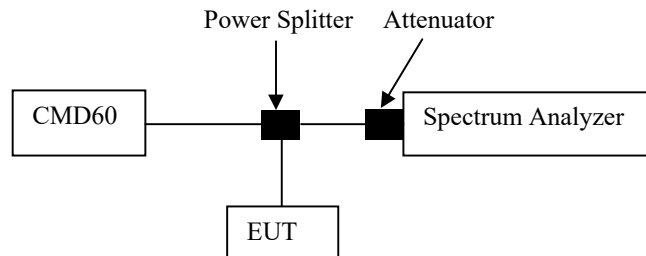 Power Splitter
Attenuator
CMD60
Spectrum Analyzer
EUT